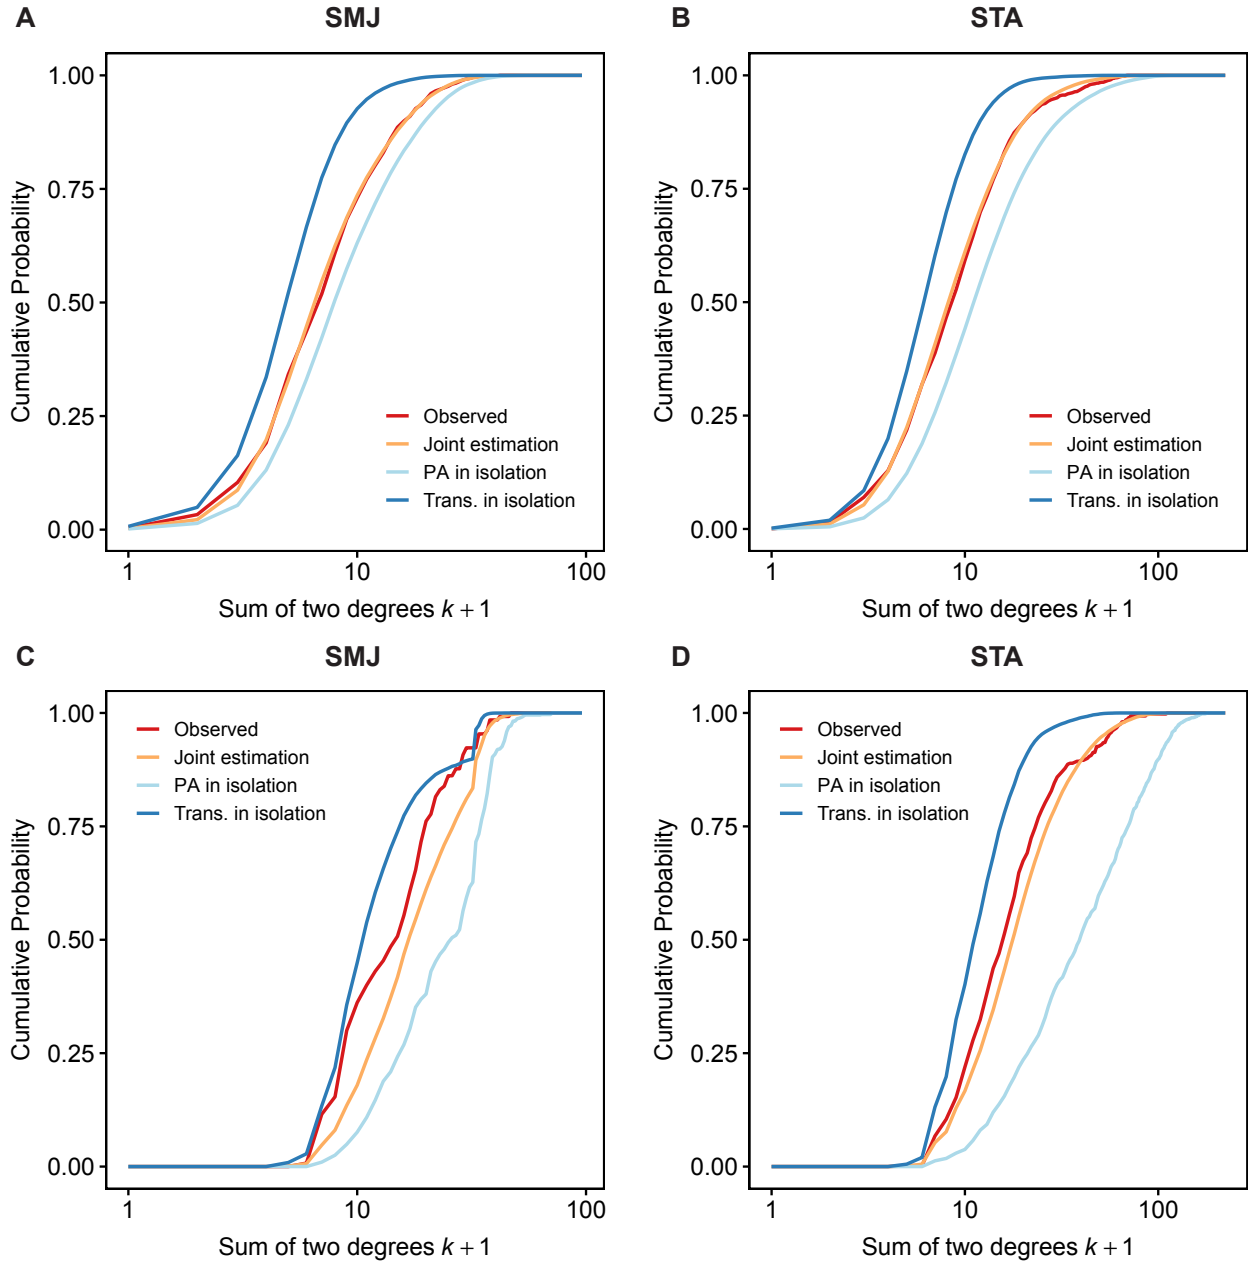 A
SMJ
1.00
0.75
0.50
0.25
0.00
Cumulative Probability
Observed
Joint estimation
PA in isolation
Trans. in isolation
1
10
100
Sum of two degrees k + 1
B
STA
1.00
0.75
0.50
0.25
0.00
Cumulative Probability
Observed
Joint estimation
PA in isolation
Trans. in isolation
1
10
100
Sum of two degrees k + 1
C
SMJ
1.00
0.75
0.50
0.25
0.00
Cumulative Probability
Observed
Joint estimation
PA in isolation
Trans. in isolation
1
10
100
Sum of two degrees k + 1
D
STA
1.00
0.75
0.50
0.25
0.00
Cumulative Probability
Observed
Joint estimation
PA in isolation
Trans. in isolation
1
10
100
Sum of two degrees k + 1